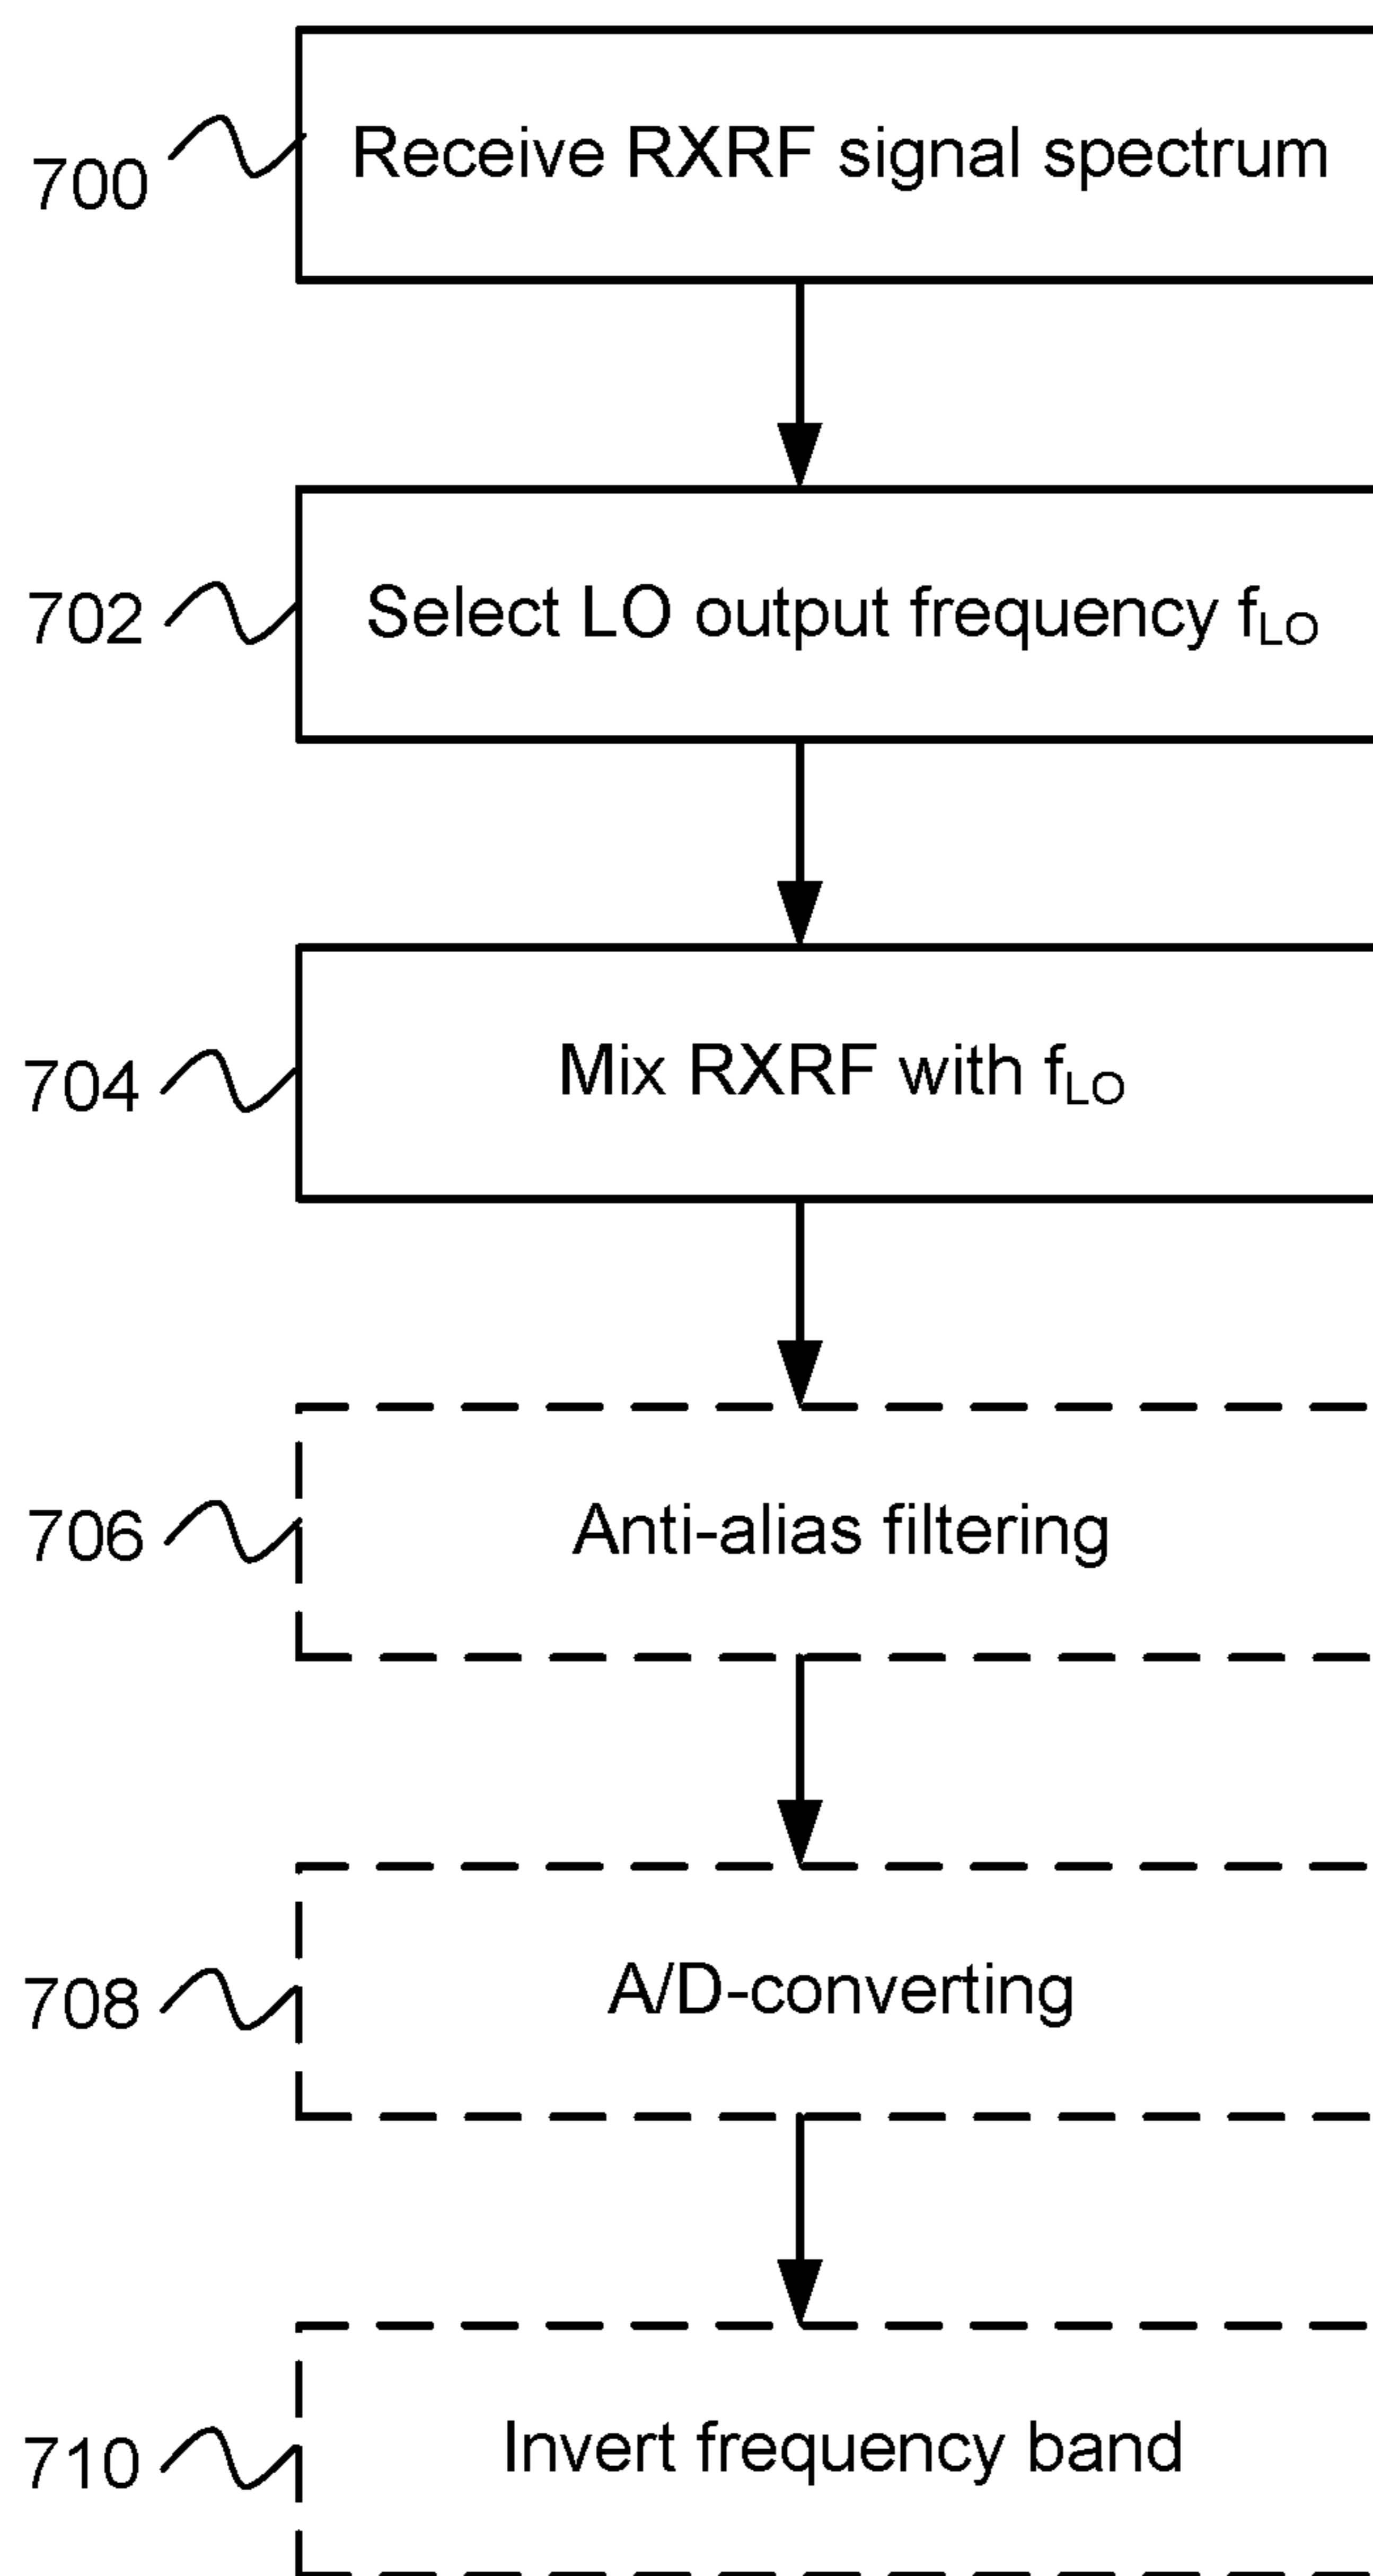 700
Receive RXRF signal spectrum
702
Select LO output frequency fLO
704
Mix RXRF with fLO
706
Anti-alias filtering
708
A/D-converting
710
Invert frequency band